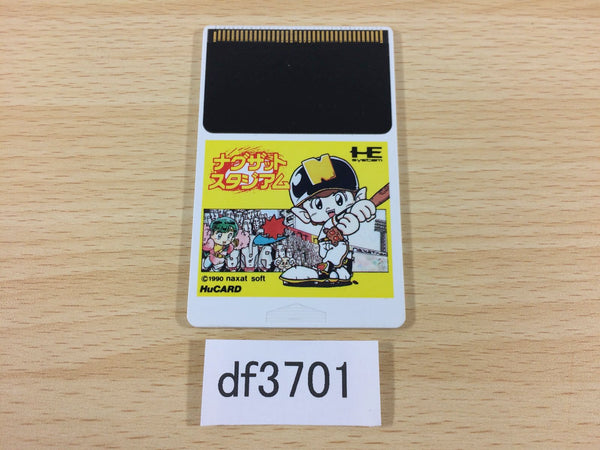 ナグザット
スタジアム
HE
system
W
©1990 naxat soft
HuCARD
df3701